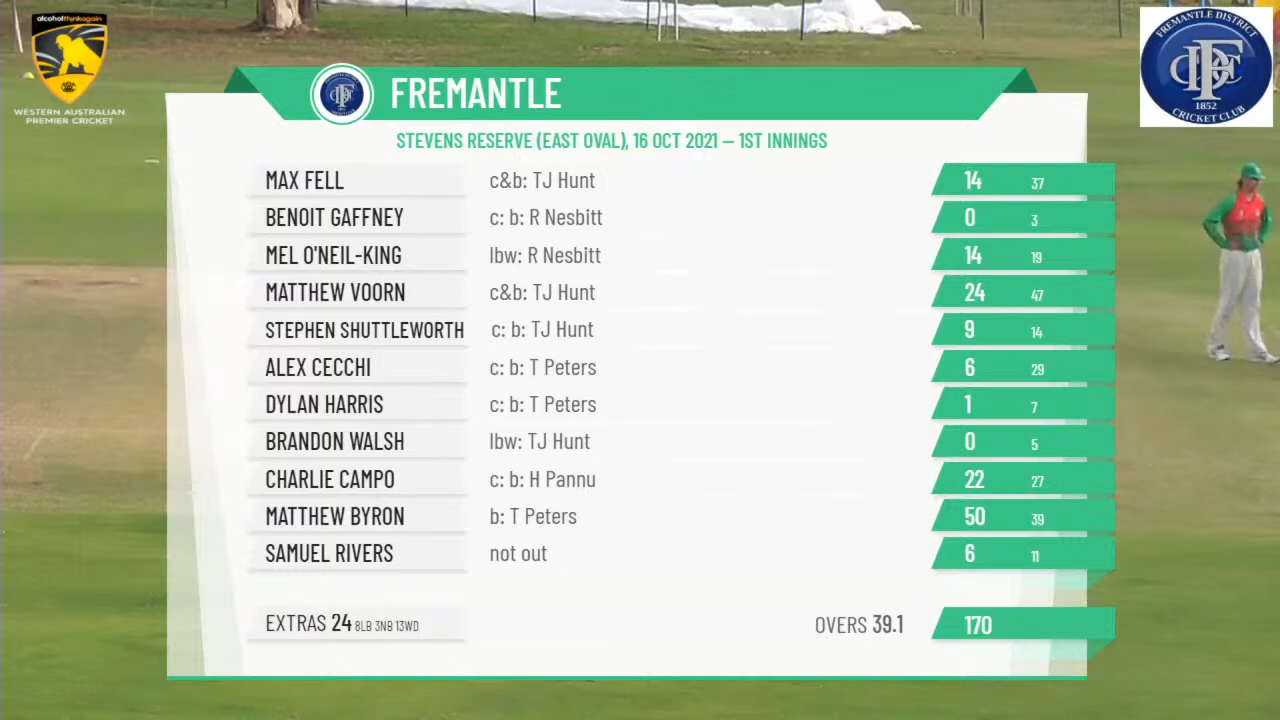 alcoholthinkagain
WESTERN AUSTRALIAN
PREMIER CRICKET
FREMANTLE DISTRICT
CRICKET CLUB
1852
FREMANTLE
STEVENS RESERVE (EAST OVAL), 16 OCT 2021 – 1ST INNINGS
MAX FELL c&b: TJ Hunt 14 37
BENOIT GAFFNEY c: b: R Nesbitt 0 3
MEL O'NEIL-KING lbw: R Nesbitt 14 19
MATTHEW VOORN c&b: TJ Hunt 24 47
STEPHEN SHUTTLEWORTH c: b: TJ Hunt 9 14
ALEX CECCHI c: b: T Peters 6 29
DYLAN HARRIS c: b: T Peters 1 7
BRANDON WALSH lbw: TJ Hunt 0 5
CHARLIE CAMPO c: b: H Pannu 22 27
MATTHEW BYRON b: T Peters 50 39
SAMUEL RIVERS not out 6 11
EXTRAS 24 8LB 3NB 13WD OVERS 39.1 170